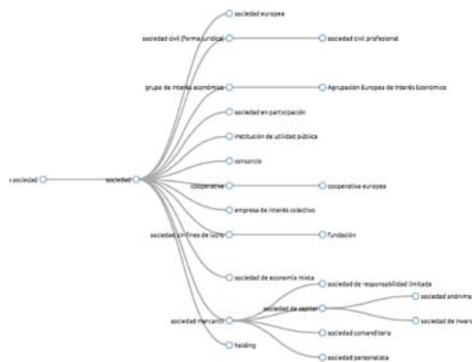 sociedad europea
sociedad civil (forma jurídica)
sociedad civil profesional
grupo de interés económico
Agrupación Europea de Interés Económico
sociedad en participación
institución de utilidad pública
consorcio
sociedad
sociedad
cooperativa
cooperativa europea
empresa de interés colectivo
sociedad sin fines de lucro
fundación
sociedad de economía mixta
sociedad de responsabilidad limitada
sociedad mercantil
sociedad de capital
sociedad anónima
sociedad de invers
sociedad comanditaria
holding
sociedad personalista